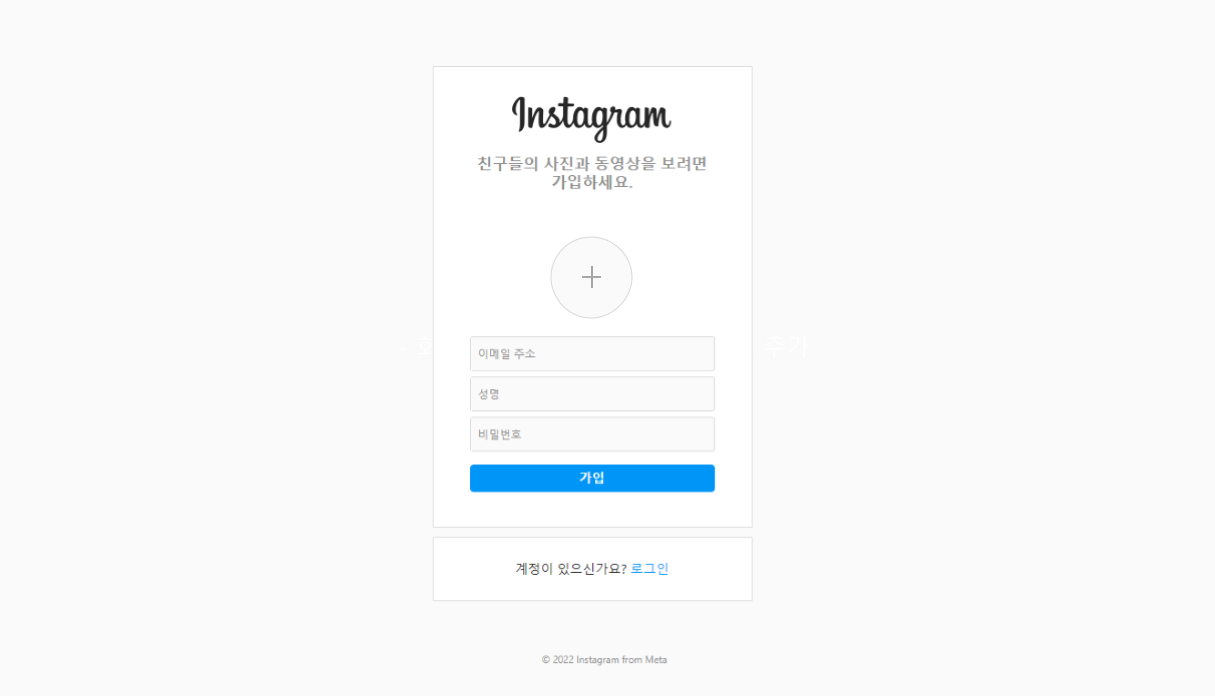 Instagram
친구들의 사진과 동영상을 보려면
가입하세요.
이메일 주소
성명
비밀번호
가입
계정이 있으신가요? 로그인
© 2022 Instagram from Meta